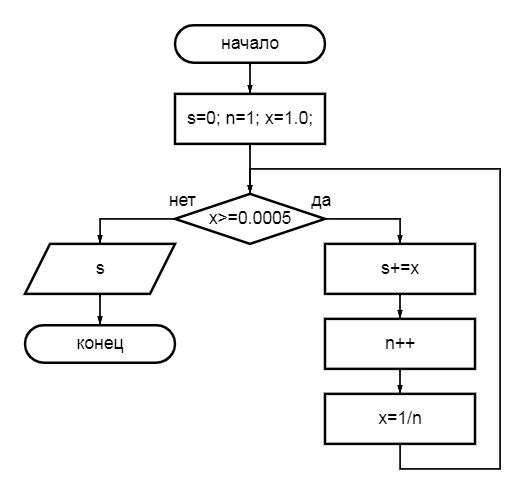 начало
s=0; n=1; x=1.0;
нет
да
x>=0.0005
s
s+=x
конец
n++
x=1/n